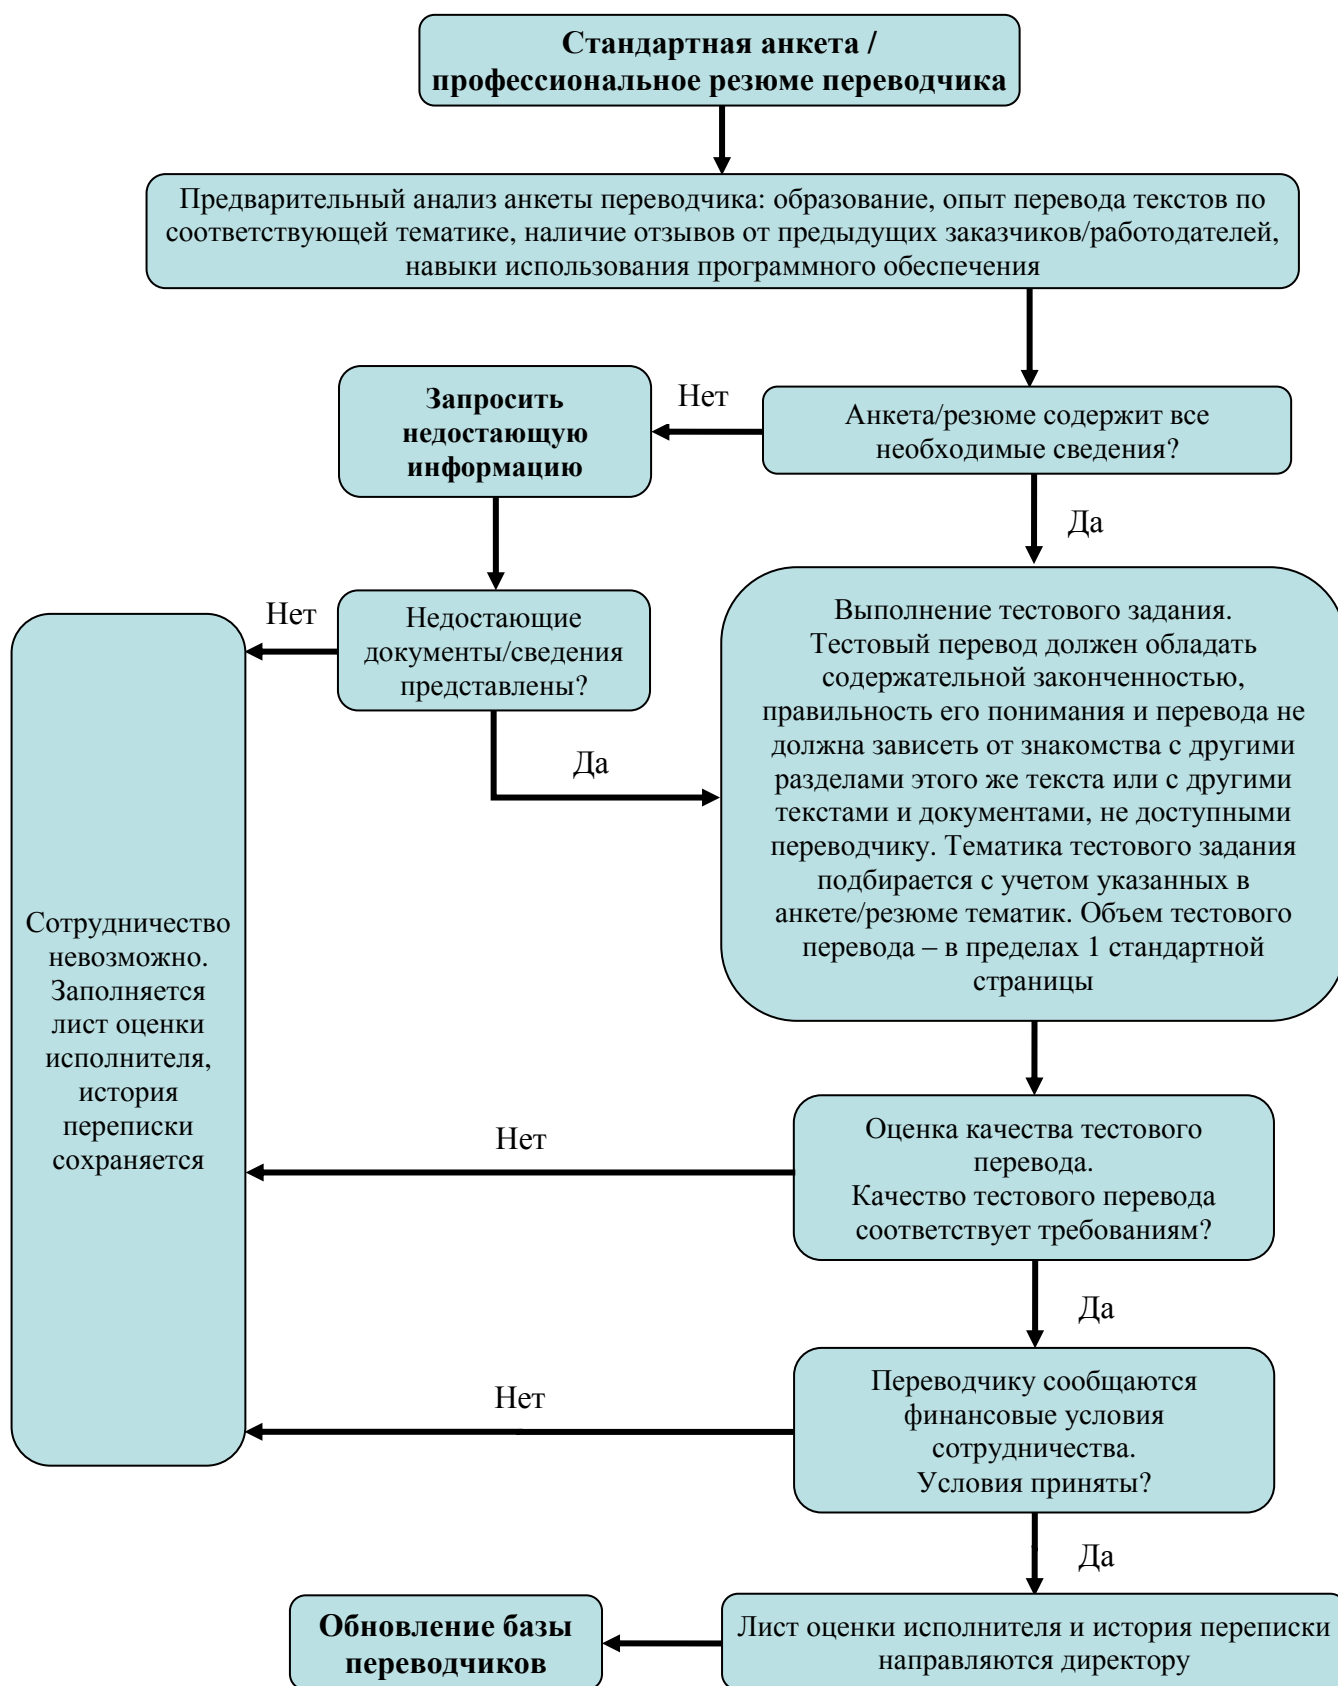 Стандартная анкета /
профессиональное резюме переводчика
Предварительный анализ анкеты переводчика: образование, опыт перевода текстов по
соответствующей тематике, наличие отзывов от предыдущих заказчиков/работодателей,
навыки использования программного обеспечения
Анкета/резюме содержит все
необходимые сведения?
Нет
Запросить
недостающую
информацию
Да
Недостающие
документы/сведения
представлены?
Нет
Да
Выполнение тестового задания.
Тестовый перевод должен обладать
содержательной законченностью,
правильность его понимания и перевода не
должна зависеть от знакомства с другими
разделами этого же текста или с другими
текстами и документами, не доступными
переводчику. Тематика тестового задания
подбирается с учетом указанных в
анкете/резюме тематик. Объем тестового
перевода – в пределах 1 стандартной
страницы
Сотрудничество
невозможно.
Заполняется
лист оценки
исполнителя,
история
переписки
сохраняется
Оценка качества тестового
перевода.
Качество тестового перевода
соответствует требованиям?
Нет
Да
Переводчику сообщаются
финансовые условия
сотрудничества.
Условия приняты?
Нет
Да
Лист оценки исполнителя и история переписки
направляются директору
Обновление базы
переводчиков